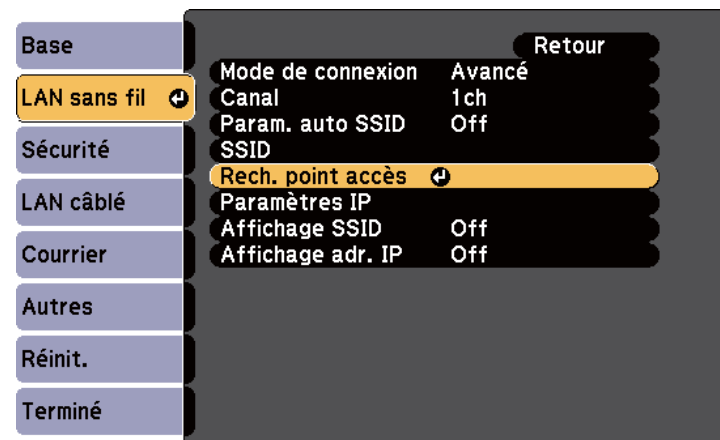 Base
LAN sans fil
Sécurité
LAN câblé
Courrier
Autres
Réinit.
Terminé
Retour
Mode de connexion Avancé
Canal 1ch
Param. auto SSID Off
SSID
Rech. point accès
Paramètres IP
Affichage SSID Off
Affichage adr. IP Off